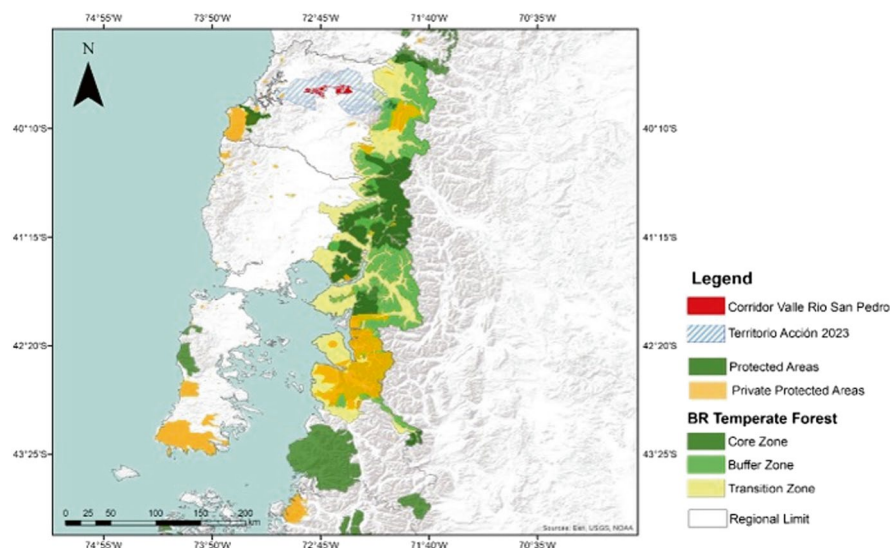 74°55'W 73°50'W 72°45'W 71°40'W 70°35'W
N
40°10'S 40°10'S
41°15'S 41°15'S
42°20'S 42°20'S
43°25'S 43°25'S
0 25 50 100 150 200 km
Sources: Esri, USGS, NOAA
74°55'W 73°50'W 72°45'W 71°40'W 70°35'W
Legend
Corridor Valle Rio San Pedro
Territorio Acción 2023
Protected Areas
Private Protected Areas
BR Temperate Forest
Core Zone
Buffer Zone
Transition Zone
Regional Limit